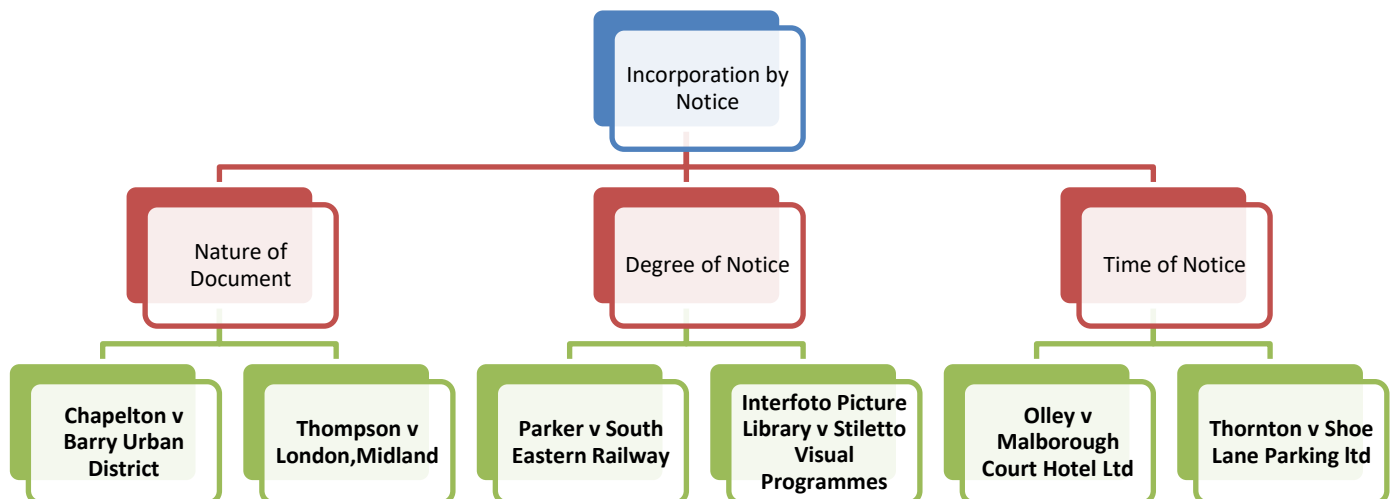 Incorporation by
Notice
Nature of
Document
Degree of Notice
Time of Notice
Chapelton v
Barry Urban
District
Thompson v
London,Midland
Parker v South
Eastern Railway
Interfoto Picture
Library v Stiletto
Visual
Programmes
Olley v
Malborough
Court Hotel Ltd
Thornton v Shoe
Lane Parking ltd